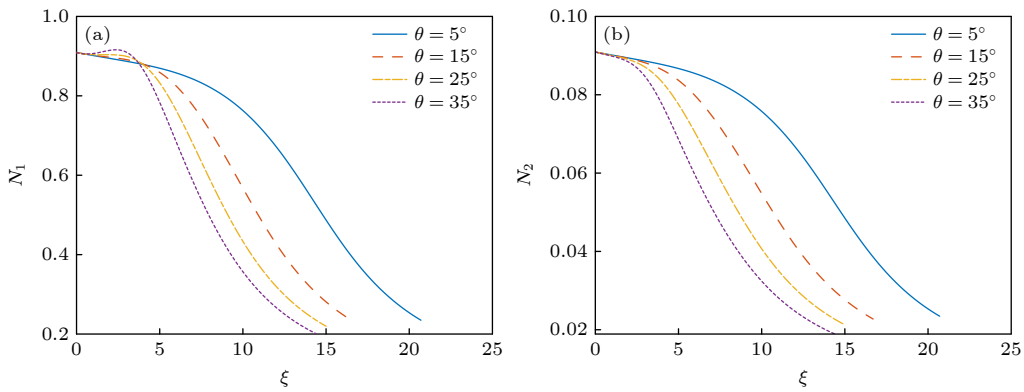 (a)
θ = 5°
θ = 15°
θ = 25°
θ = 35°
1.0
0.8
0.6
0.4
0.2
N₁
0 5 10 15 20 25
ξ
(b)
θ = 5°
θ = 15°
θ = 25°
θ = 35°
0.10
0.08
0.06
0.04
0.02
N₂
0 5 10 15 20 25
ξ